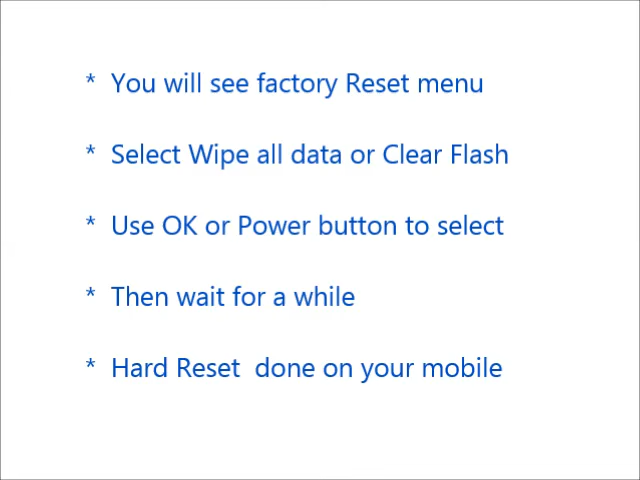 * You will see factory Reset menu
* Select Wipe all data or Clear Flash
* Use OK or Power button to select
* Then wait for a while
* Hard Reset  done on your mobile